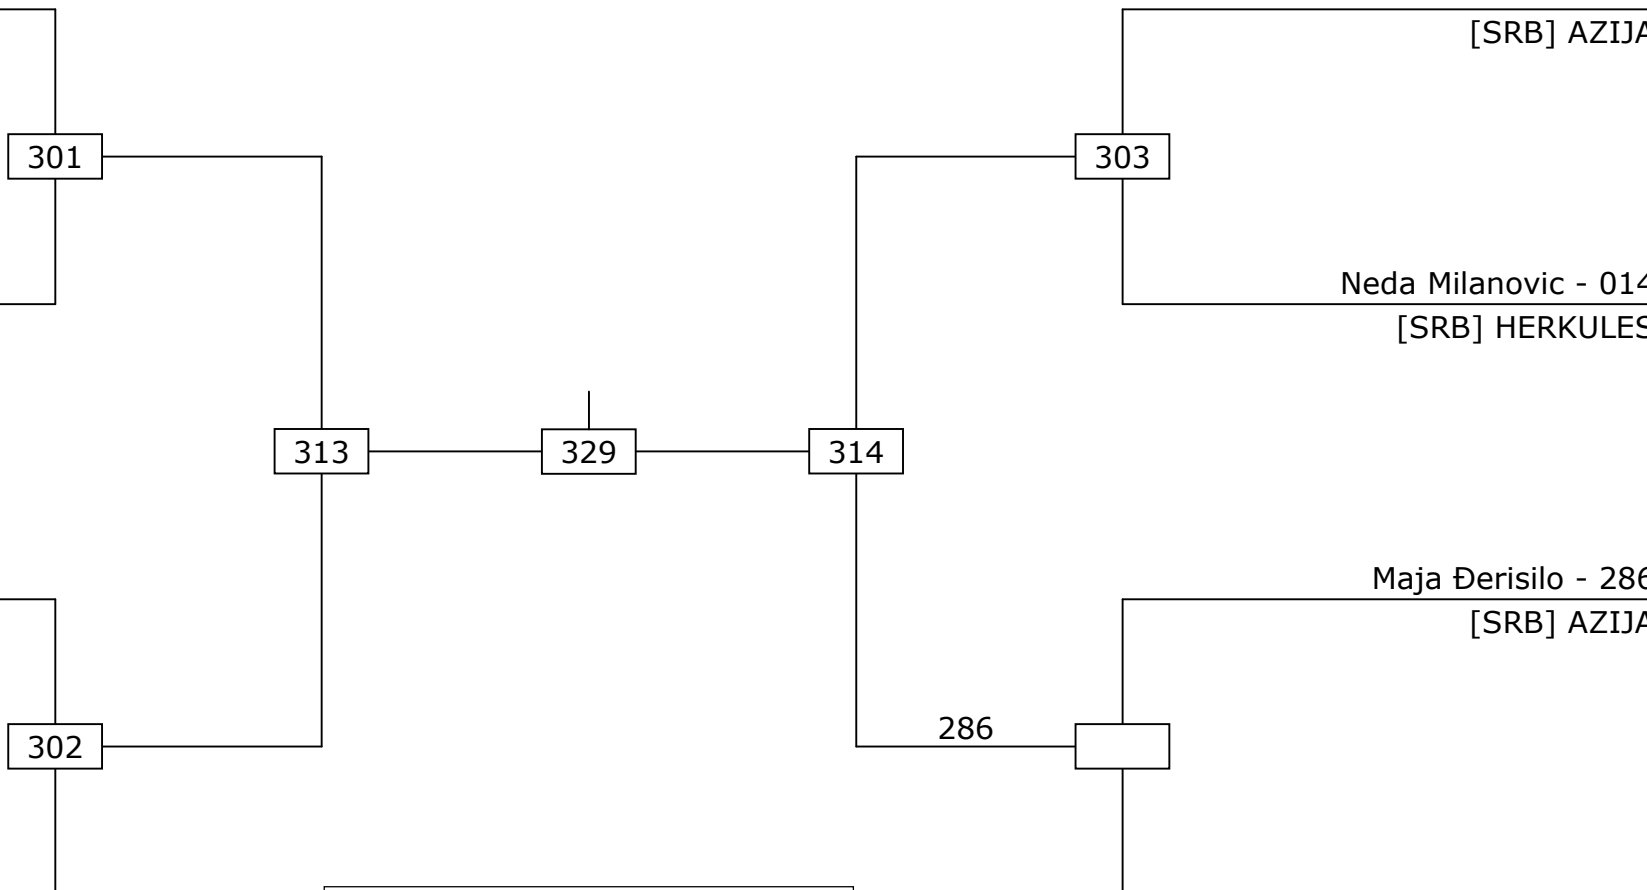 [SRB] AZIJA
301
303
Neda Milanovic - 014
[SRB] HERKULES
313
329
314
Maja Đerisilo - 286
[SRB] AZIJA
286
302